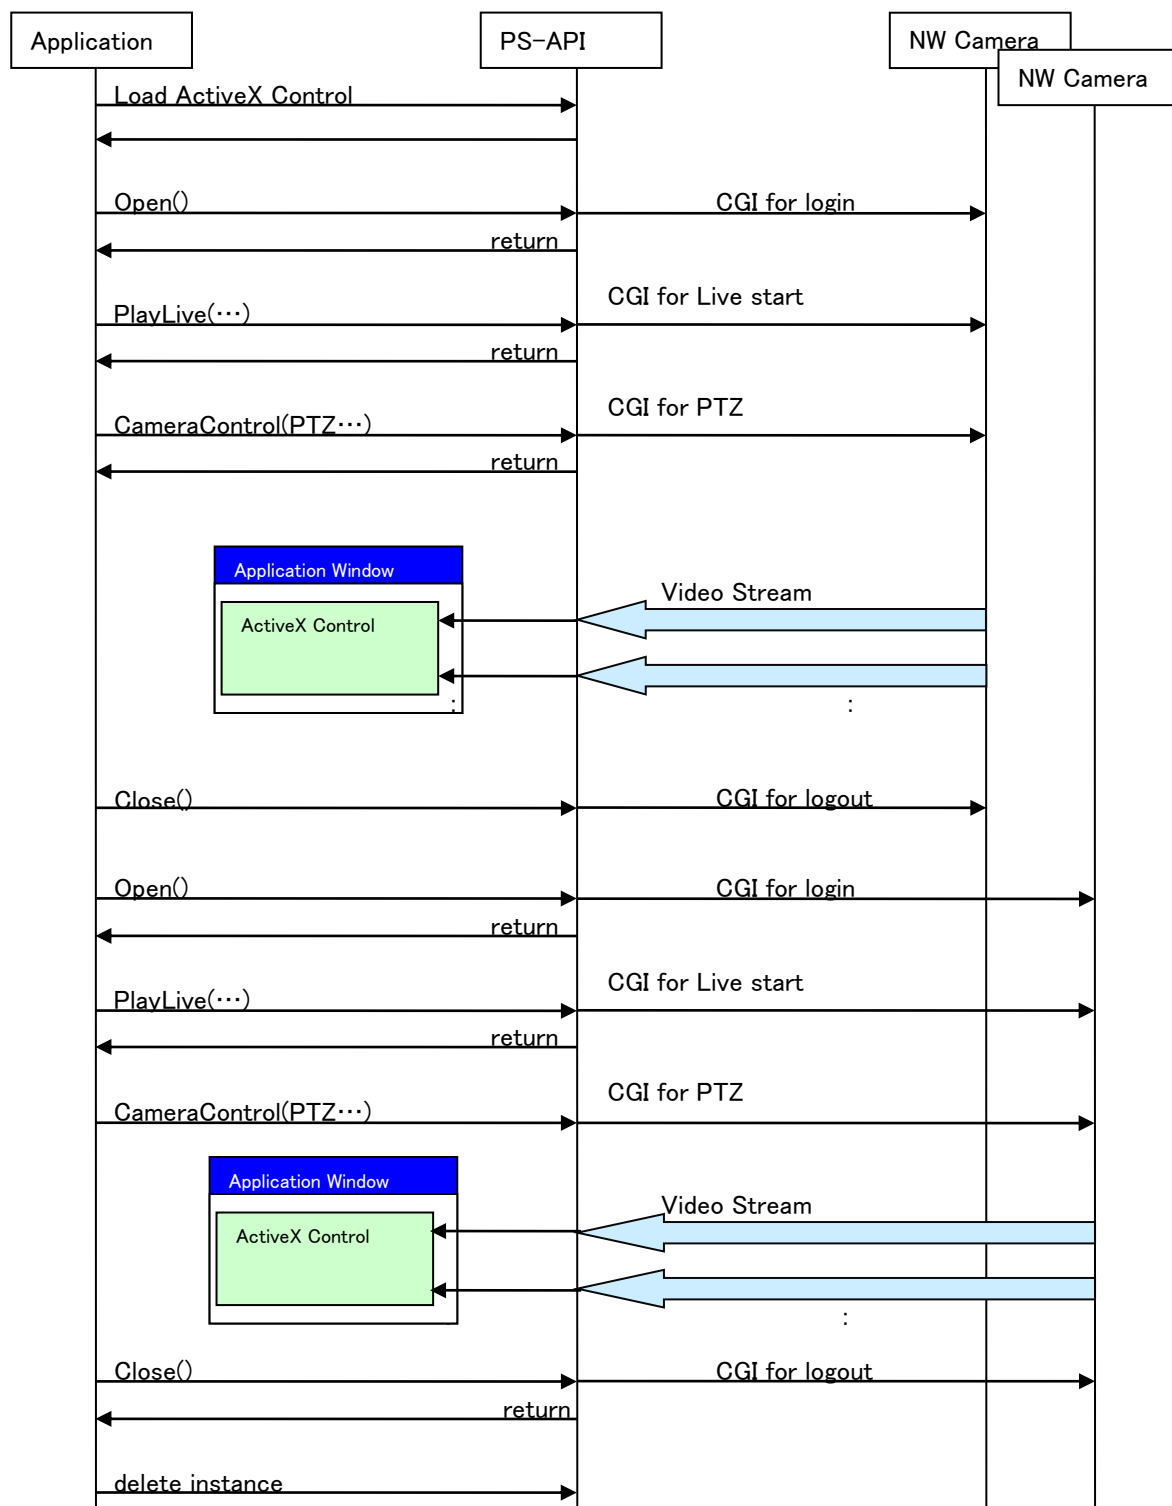 Application
PS-API
NW Camera
NW Camera
Load ActiveX Control
Open()
CGI for login
return
CGI for Live start
PlayLive(…)
return
CGI for PTZ
CameraControl(PTZ…)
return
Application Window
Video Stream
ActiveX Control
:
:
Close()
CGI for logout
Open()
CGI for login
return
CGI for Live start
PlayLive(…)
return
CGI for PTZ
CameraControl(PTZ…)
Application Window
Video Stream
ActiveX Control
:
Close()
CGI for logout
return
delete instance